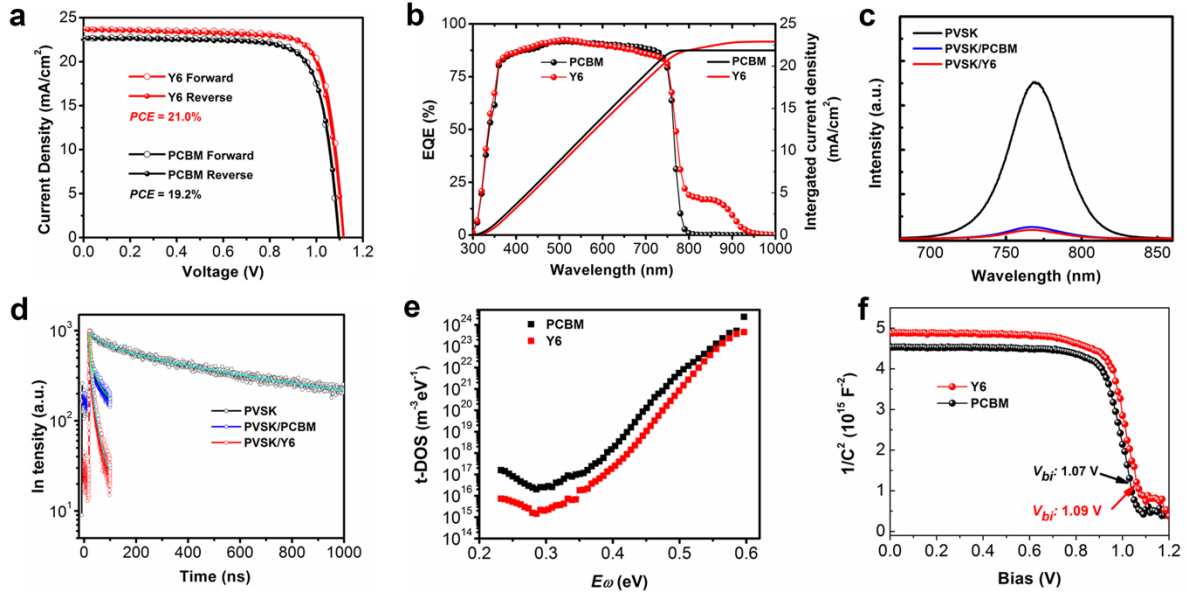 a
Current Density (mA/cm²)
30
25
20
15
10
5
0
Y6 Forward
Y6 Reverse
PCE = 21.0%
PCBM Forward
PCBM Reverse
PCE = 19.2%
0.0 0.2 0.4 0.6 0.8 1.0 1.2
Voltage (V)
b
EQE (%)
100
75
50
25
0
PCBM
Y6
PCBM
Y6
25
23
20
18
15
13
10
8
5
3
0
Intergated current densituy
(mA/cm²)
300 400 500 600 700 800 900 1000
Wavelength (nm)
c
Intensity (a.u.)
PVSK
PVSK/PCBM
PVSK/Y6
700 750 800 850
Wavelength (nm)
d
In tensity (a.u.)
10³
10²
10¹
PVSK
PVSK/PCBM
PVSK/Y6
0 200 400 600 800 1000
Time (ns)
e
t-DOS (m⁻³ eV⁻¹)
10²⁴
10²³
10²²
10²¹
10²⁰
10¹⁹
10¹⁸
10¹⁷
10¹⁶
10¹⁵
10¹⁴
PCBM
Y6
0.2 0.3 0.4 0.5 0.6
Eω (eV)
f
1/C² (10¹⁵ F⁻²)
5
4
3
2
1
0
Y6
PCBM
Vbi: 1.07 V
Vbi: 1.09 V
0.0 0.2 0.4 0.6 0.8 1.0 1.2
Bias (V)